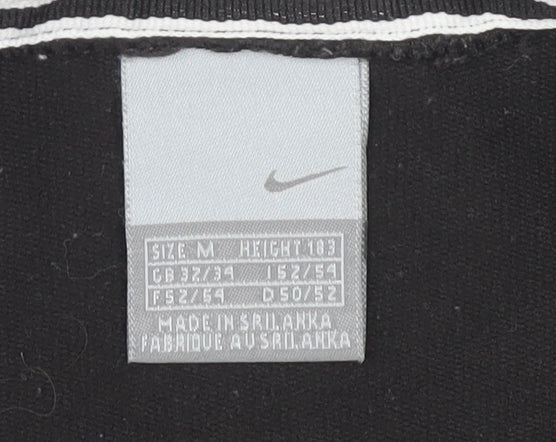 SIZE M HEIGHT 183
GB 32/34 I 52/54
F 52/54 D 50/52
MADE IN SRI LANKA
FABRIQUE AU SRI LANKA